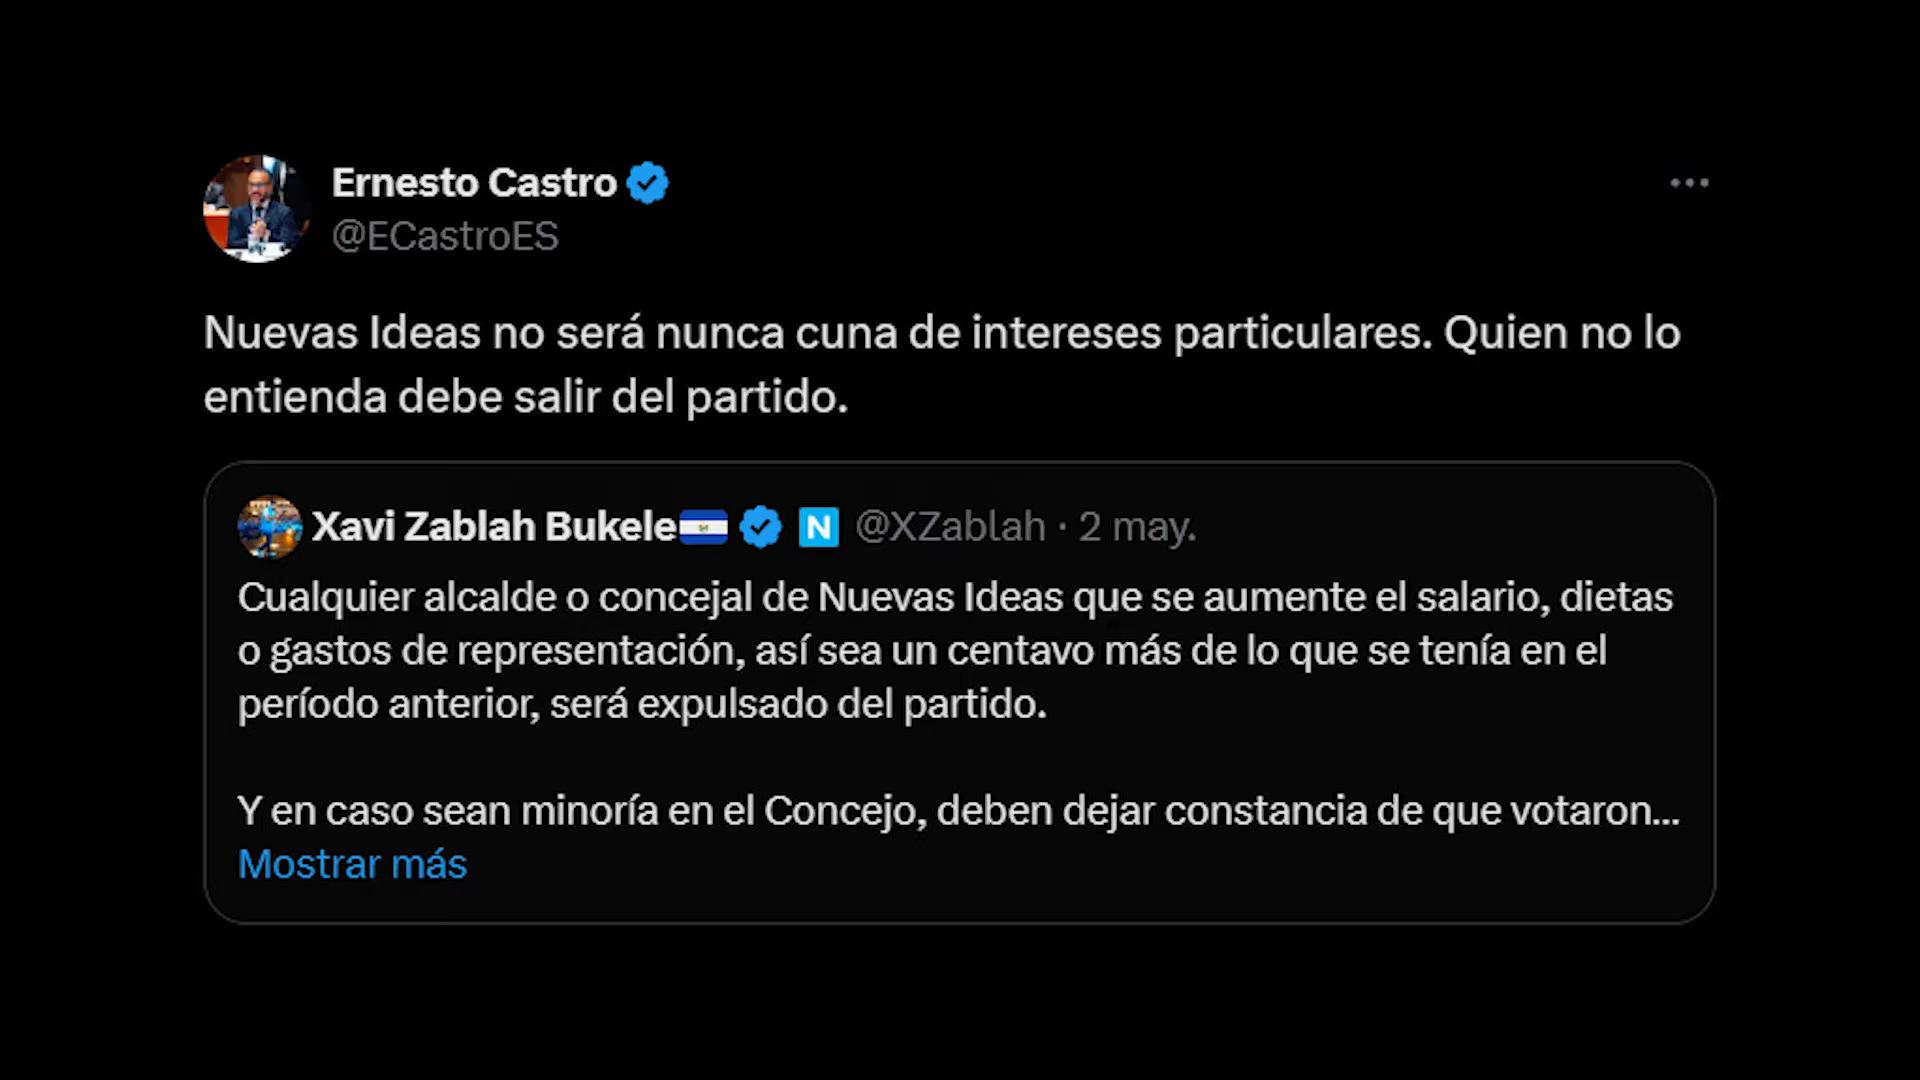 Ernesto Castro
@ECastroES
Nuevas Ideas no será nunca cuna de intereses particulares. Quien no lo
entienda debe salir del partido.
Xavi Zablah Bukele N @XZablah · 2 may.
Cualquier alcalde o concejal de Nuevas Ideas que se aumente el salario, dietas
o gastos de representación, así sea un centavo más de lo que se tenía en el
período anterior, será expulsado del partido.
Y en caso sean minoría en el Concejo, deben dejar constancia de que votaron...
Mostrar más